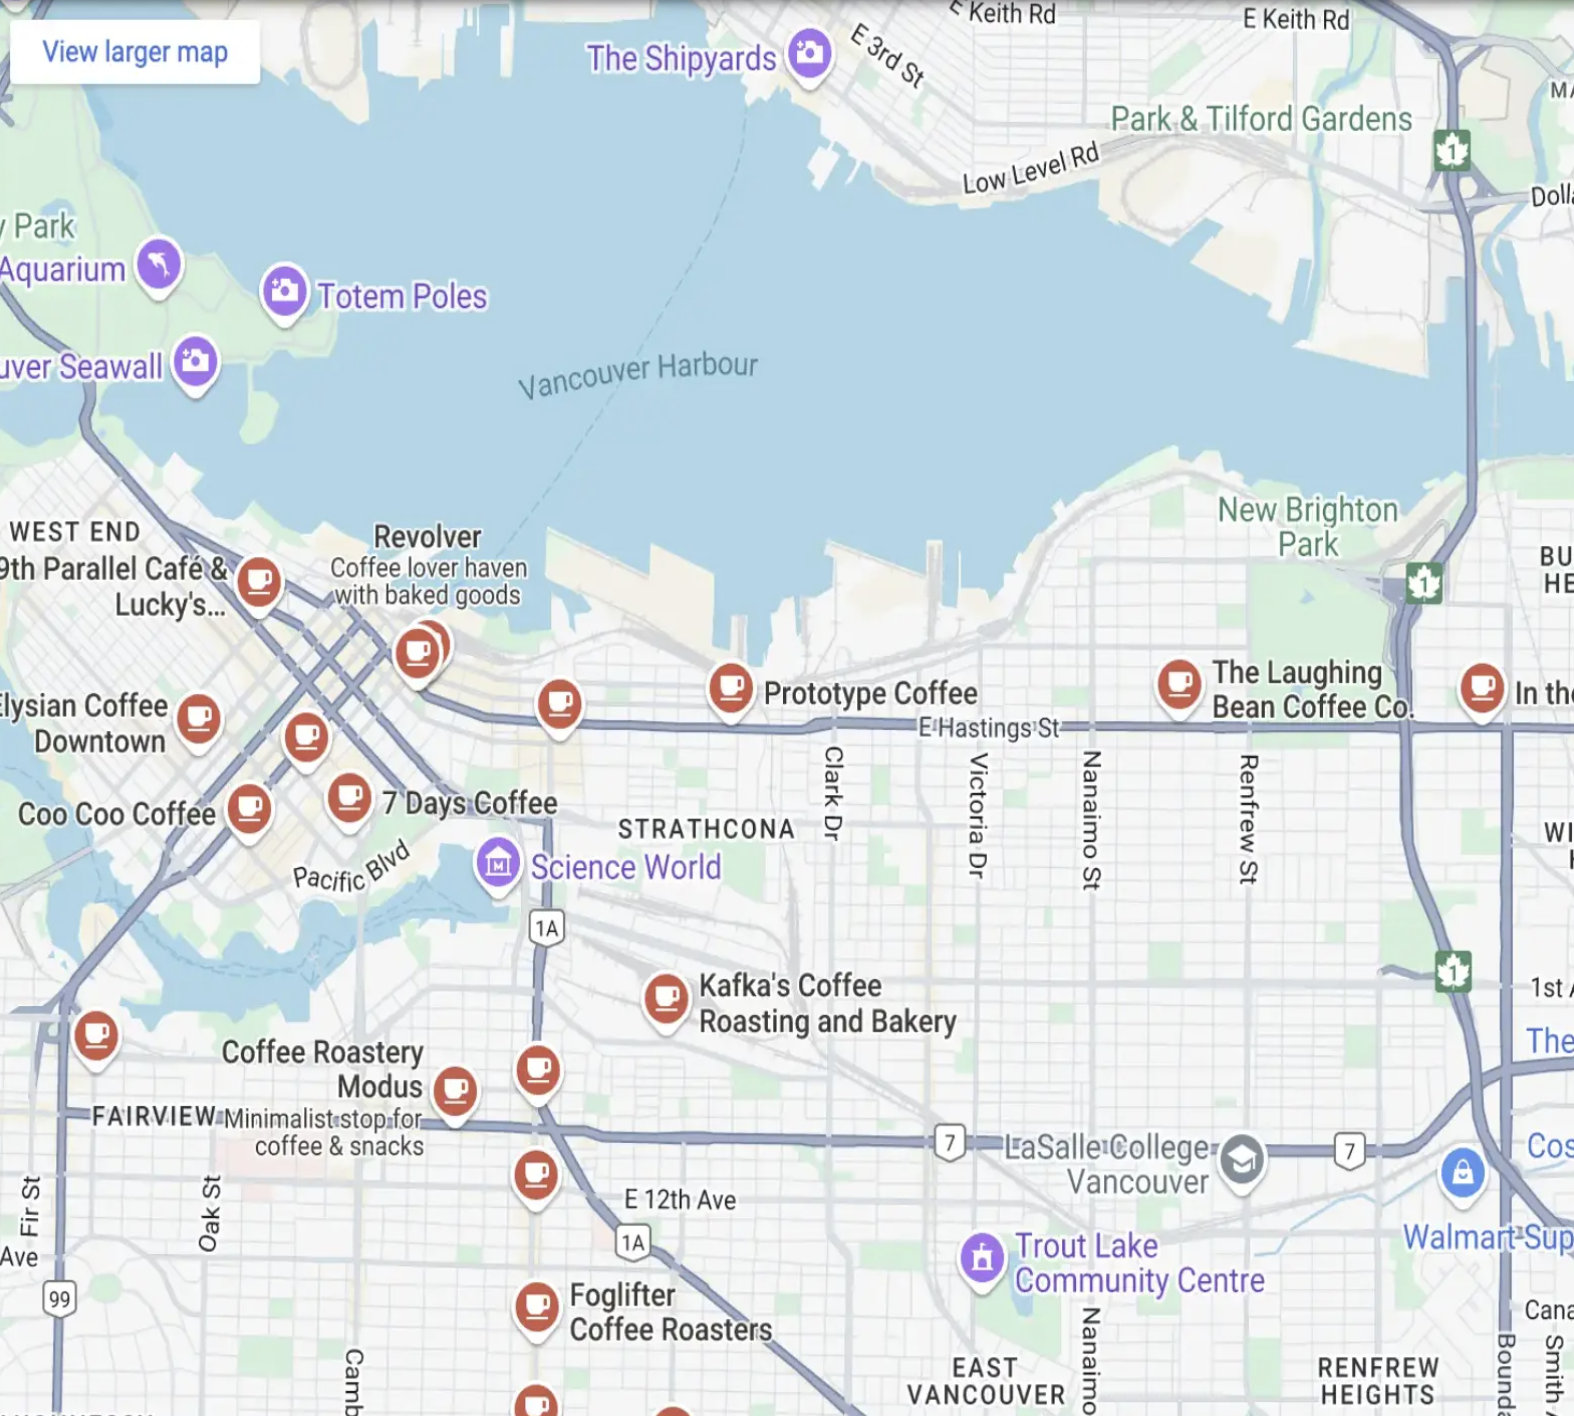 View larger map
The Shipyards
E 3rd St
E Keith Rd
E Keith Rd
Park & Tilford Gardens
1
Low Level Rd
Doll
Park
Aquarium
Totem Poles
uver Seawall
Vancouver Harbour
New Brighton
Park
1
BU
HE
WEST END
9th Parallel Café &
Lucky's...
Revolver
Coffee lover haven
with baked goods
Elysian Coffee
Downtown
Prototype Coffee
E Hastings St
The Laughing
Bean Coffee Co.
In the
Coo Coo Coffee
7 Days Coffee
Pacific Blvd
STRATHCONA
Science World
Clark Dr
Victoria Dr
Nanaimo St
Renfrew St
WI
1A
1
1st A
Kafka's Coffee
Roasting and Bakery
The
Coffee Roastery
Modus
Minimalist stop for
coffee & snacks
FAIRVIEW
7
LaSalle College
Vancouver
7
Cos
Walmart Sup
Fir St
Oak St
Ave
E 12th Ave
1A
Trout Lake
Community Centre
99
Foglifter
Coffee Roasters
Camb
Nanaimo
EAST
VANCOUVER
RENFREW
HEIGHTS
Cana
Bounda
Smith A